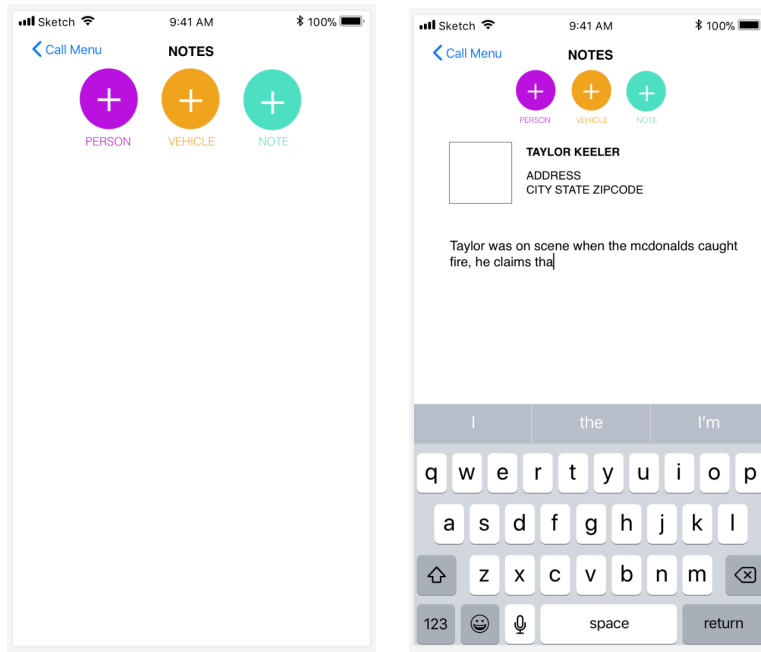 Sketch 9:41 AM 100%
Call Menu NOTES
PERSON VEHICLE NOTE
Sketch 9:41 AM 100%
Call Menu NOTES
PERSON VEHICLE NOTE
TAYLOR KEELER
ADDRESS
CITY STATE ZIPCODE
Taylor was on scene when the mcdonalds caught
fire, he claims tha
I the I'm
q w e r t y u i o p
a s d f g h j k l
z x c v b n m
123 space return